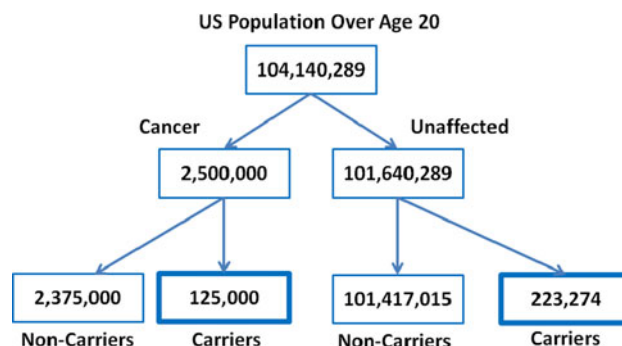 US Population Over Age 20
104,140,289
Cancer
Unaffected
2,500,000
101,640,289
2,375,000
125,000
101,417,015
223,274
Non-Carriers
Carriers
Non-Carriers
Carriers